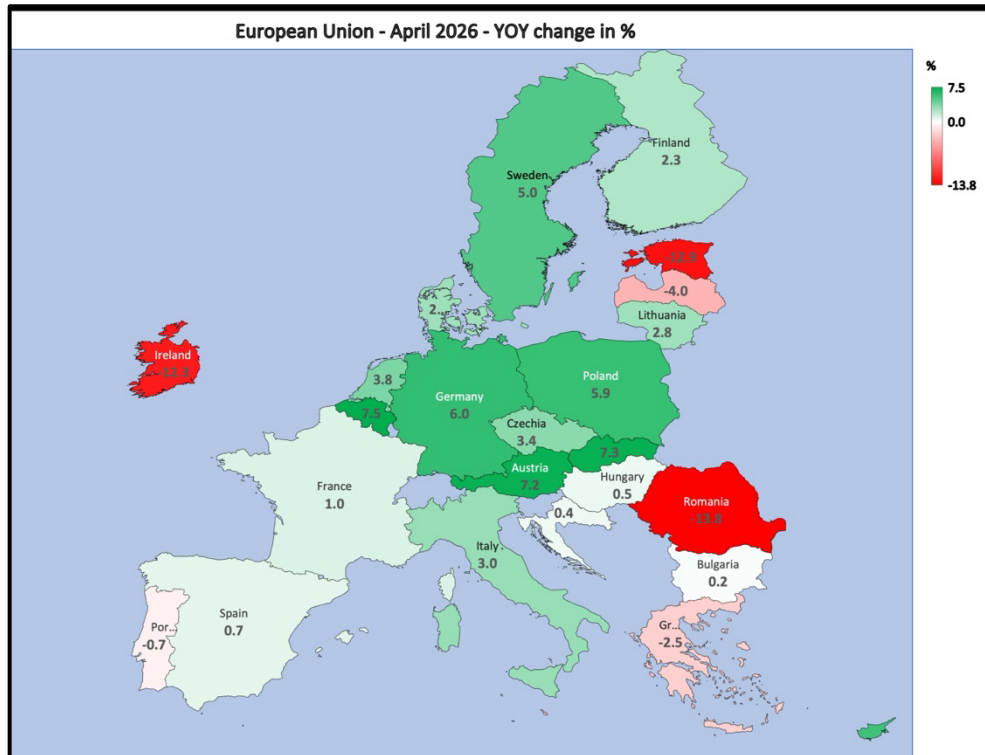 European Union - April 2026 - YOY change in %
%
7.5
0.0
-13.8
Finland
2.3
Sweden
5.0
-12.9
-4.0
Lithuania
2.8
2...
Ireland
3.8
Germany
6.0
Poland
5.9
7.5
Czechia
3.4
7.3
Austria
7.2
Hungary
0.5
France
1.0
0.4
Romania
-13.8
Italy
3.0
Bulgaria
0.2
Spain
0.7
Por...
-0.7
Gr...
-2.5